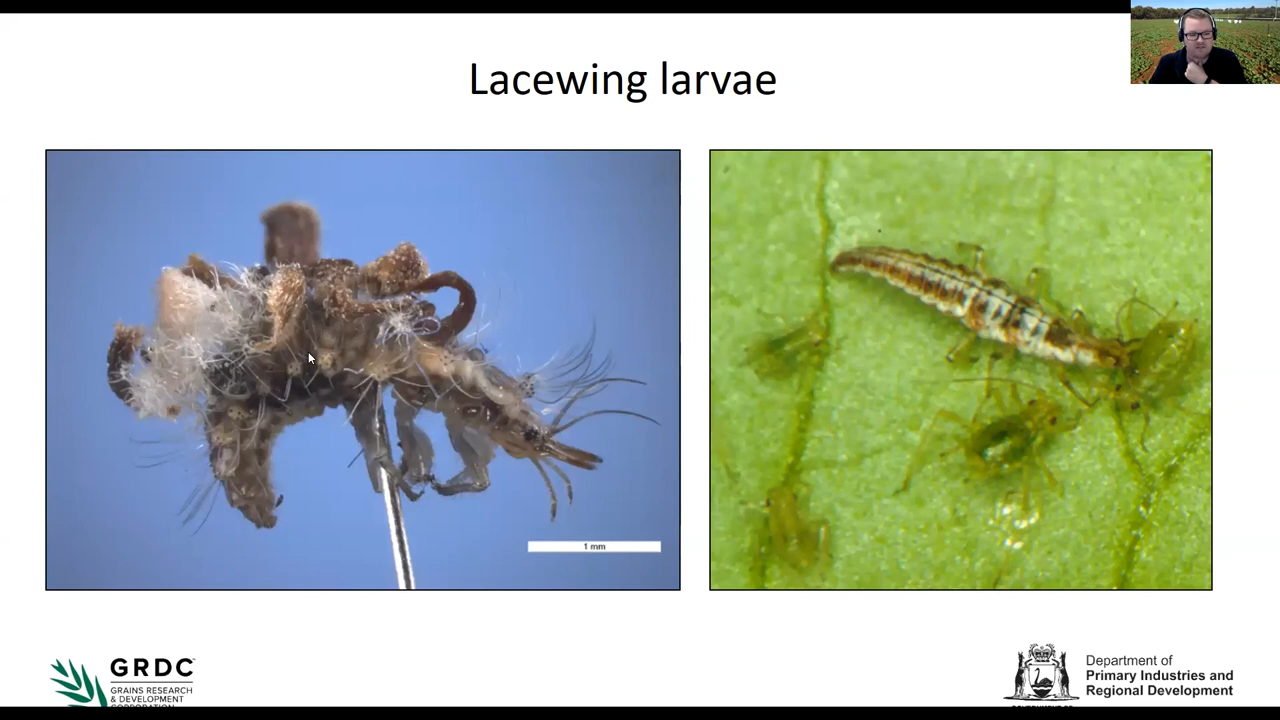 Lacewing larvae
1 mm
GRDC
GRAINS RESEARCH
& DEVELOPMENT
CORPORATION
Department of
Primary Industries and
Regional Development